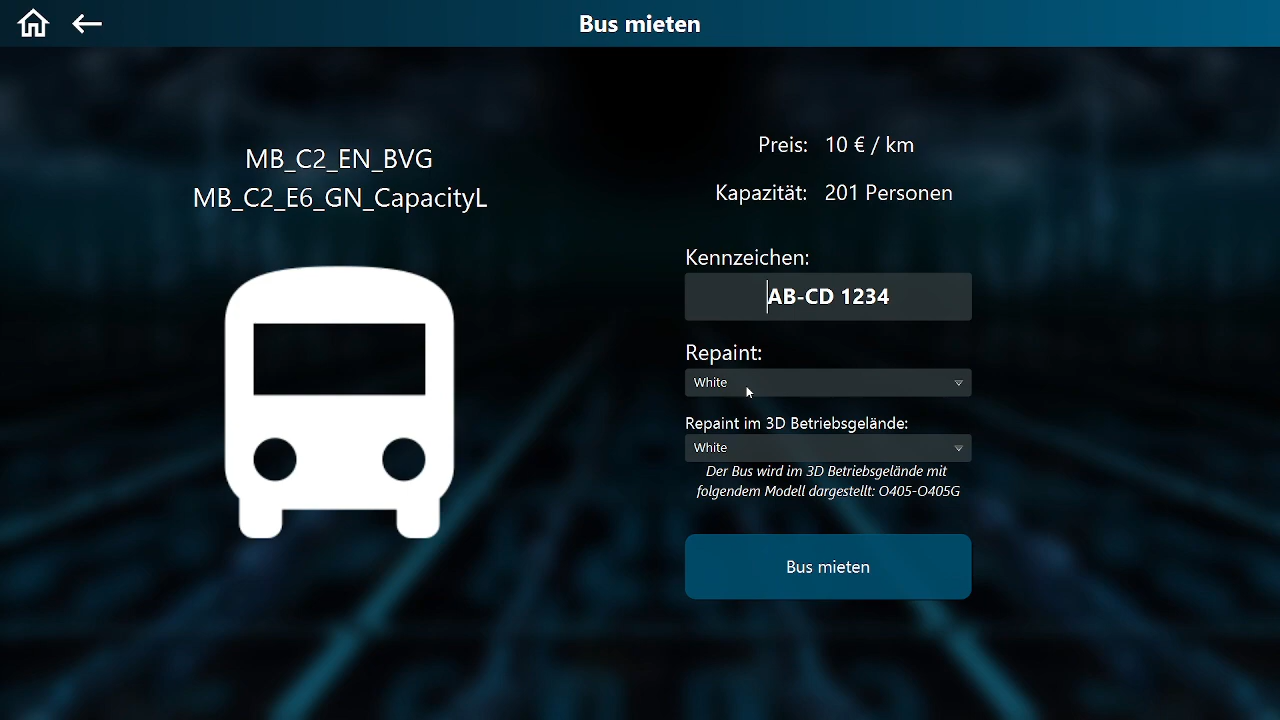 Bus mieten
MB_C2_EN_BVG
MB_C2_E6_GN_CapacityL
Preis: 10 € / km
Kapazität: 201 Personen
Kennzeichen:
AB-CD 1234
Repaint:
White
Repaint im 3D Betriebsgelände:
White
Der Bus wird im 3D Betriebsgelände mit
folgendem Modell dargestellt: O405-O405G
Bus mieten